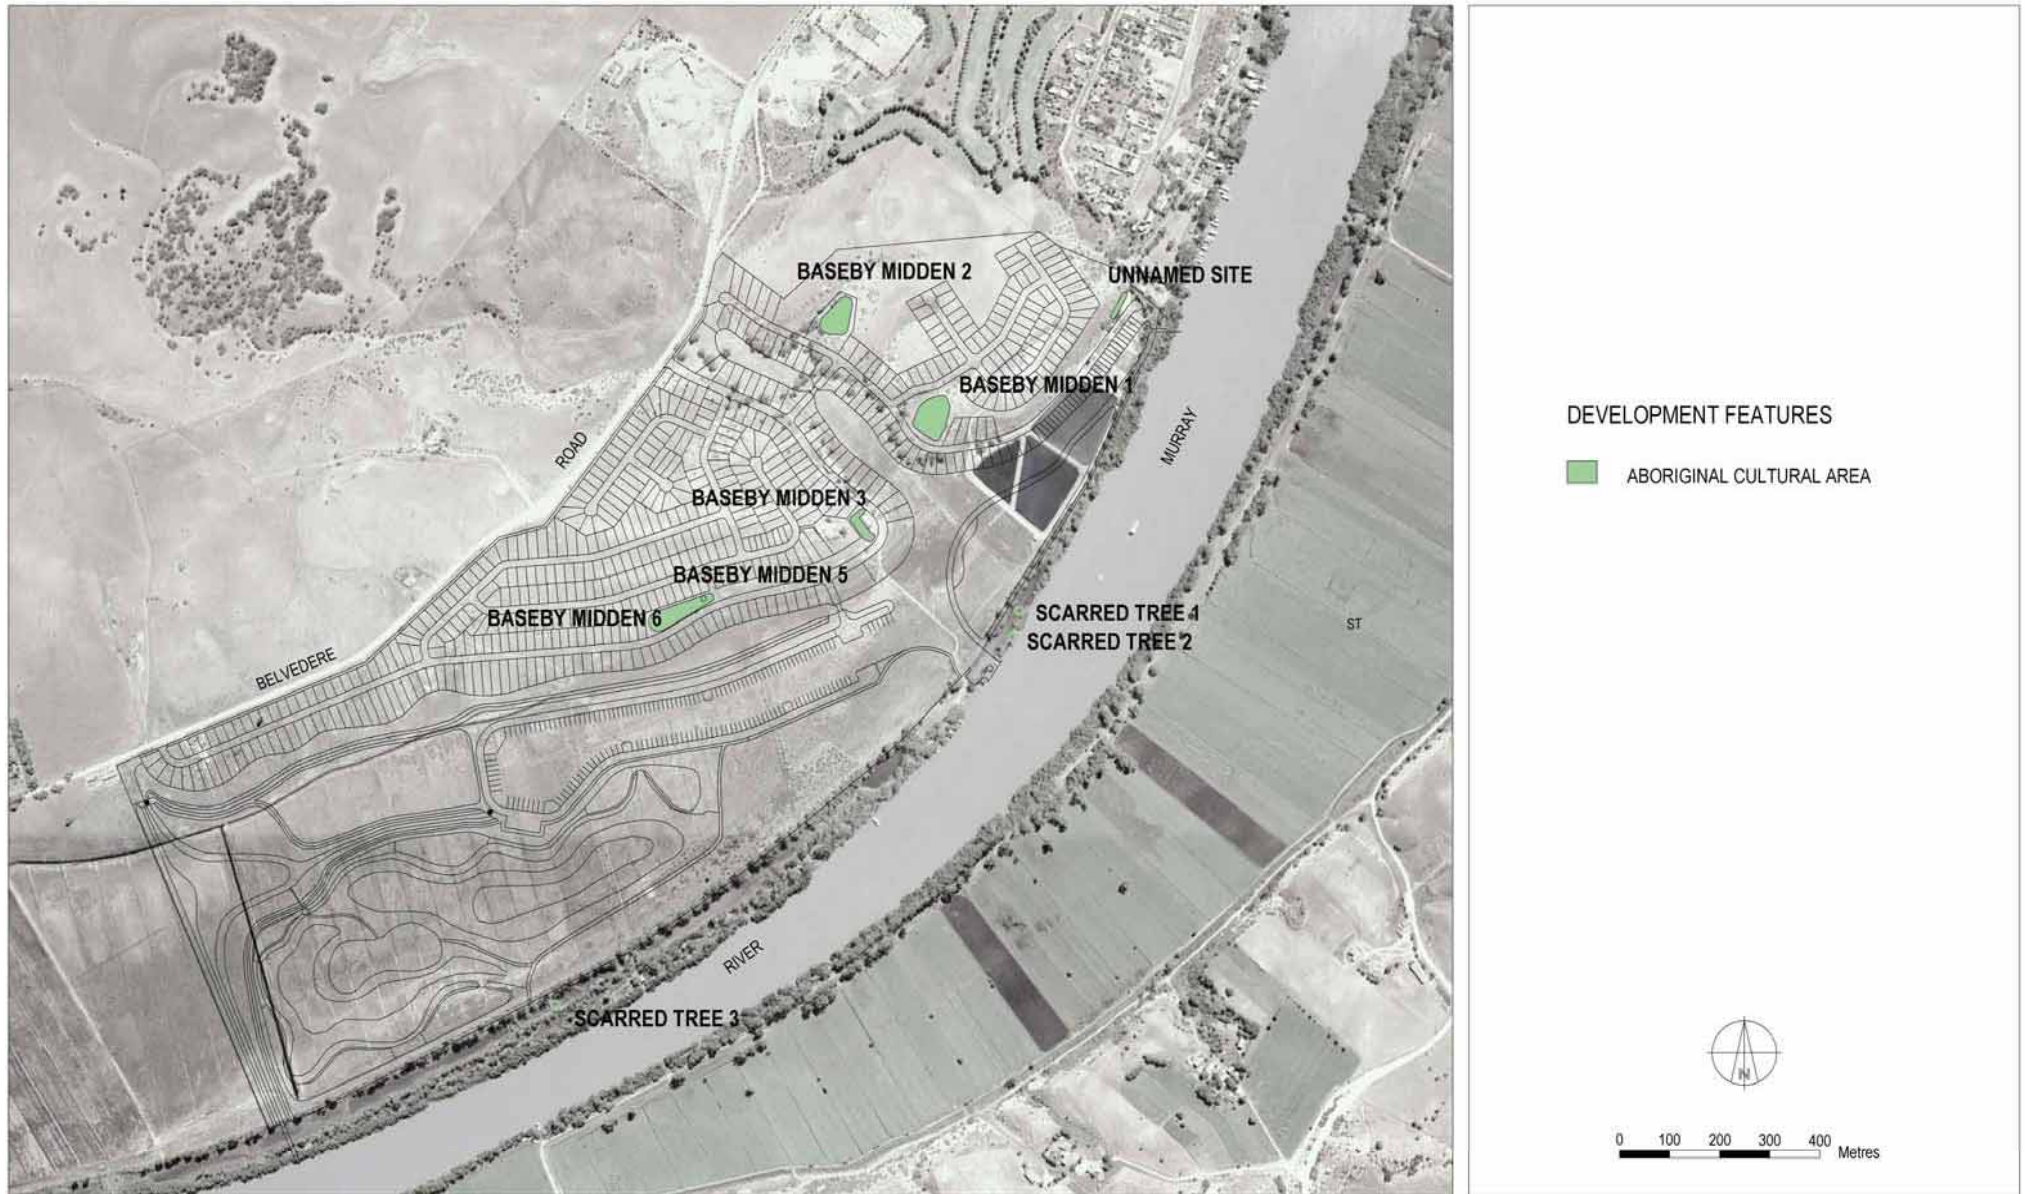 BASEBY MIDDEN 2
UNNAMED SITE
BASEBY MIDDEN 1
ROAD
MURRAY
BASEBY MIDDEN 3
BASEBY MIDDEN 5
BASEBY MIDDEN 6
SCARRED TREE 1
SCARRED TREE 2
ST
BELVEDERE
RIVER
SCARRED TREE 3
DEVELOPMENT FEATURES
ABORIGINAL CULTURAL AREA
N
0 100 200 300 400 Metres